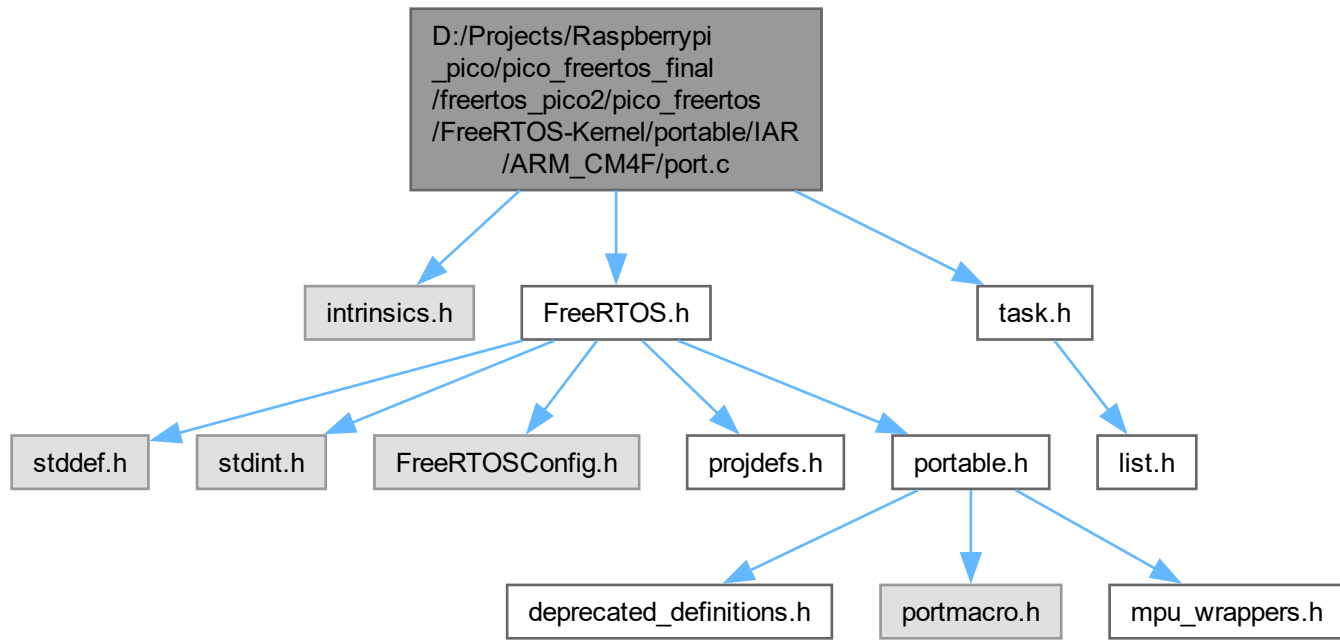 D:/Projects/Raspberrypi
_pico/pico_freertos_final
/freertos_pico2/pico_freertos
/FreeRTOS-Kernel/portable/IAR
/ARM_CM4F/port.c
intrinsics.h
FreeRTOS.h
task.h
stddef.h
stdint.h
FreeRTOSConfig.h
projdefs.h
portable.h
list.h
deprecated_definitions.h
portmacro.h
mpu_wrappers.h